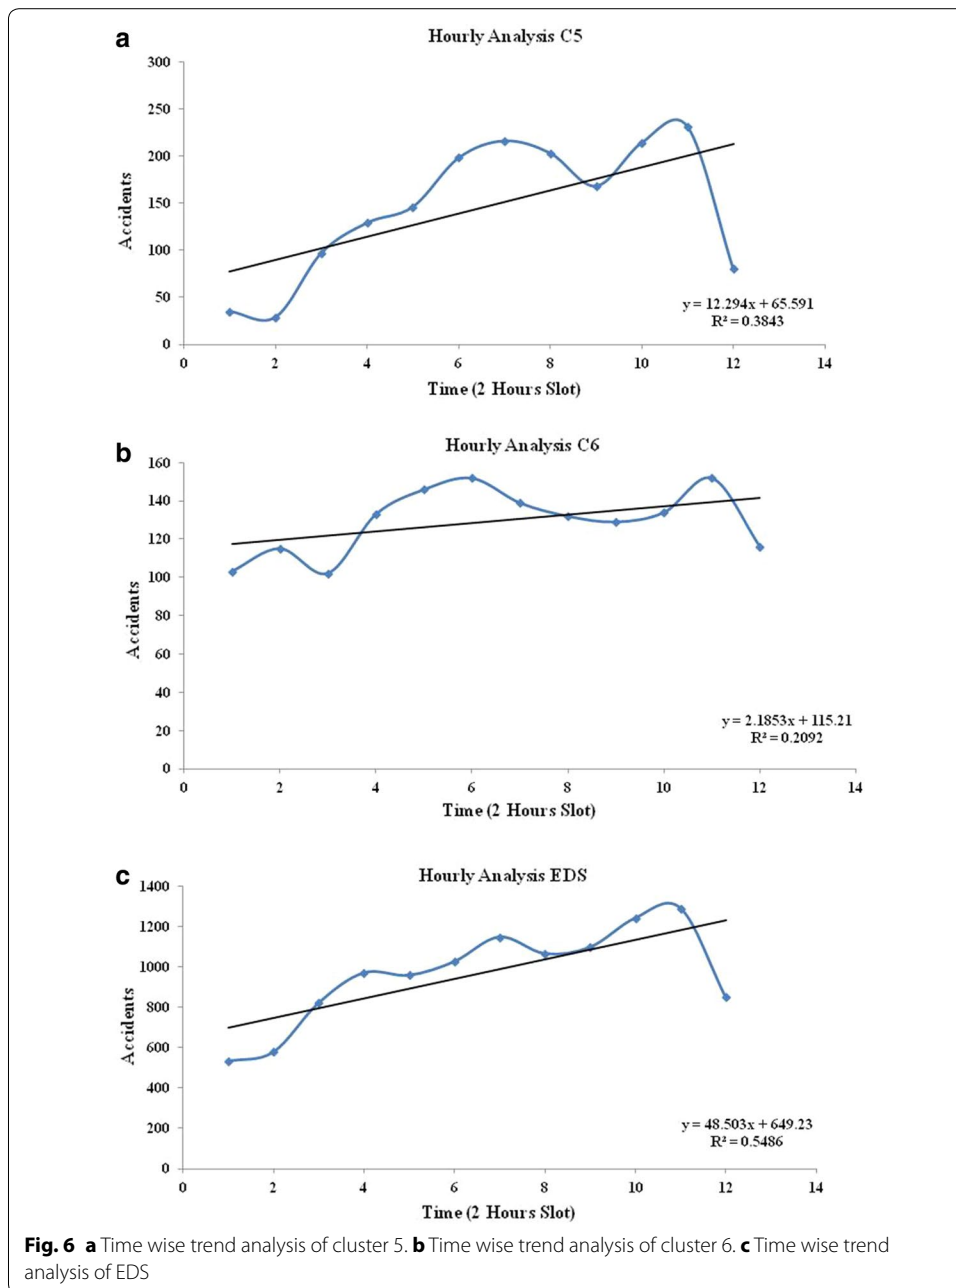 a
Hourly Analysis C5
300
250
200
150
100
50
0
Accidents
y = 12.294x + 65.591
R² = 0.3843
0 2 4 6 8 10 12 14
Time (2 Hours Slot)
b
Hourly Analysis C6
160
140
120
100
80
60
40
20
0
Accidents
y = 2.1853x + 115.21
R² = 0.2092
0 2 4 6 8 10 12 14
Time (2 Hours Slot)
c
Hourly Analysis EDS
1400
1200
1000
800
600
400
200
0
Accidents
y = 48.503x + 649.23
R² = 0.5486
0 2 4 6 8 10 12 14
Time (2 Hours Slot)
Fig. 6 a Time wise trend analysis of cluster 5. b Time wise trend analysis of cluster 6. c Time wise trend
analysis of EDS